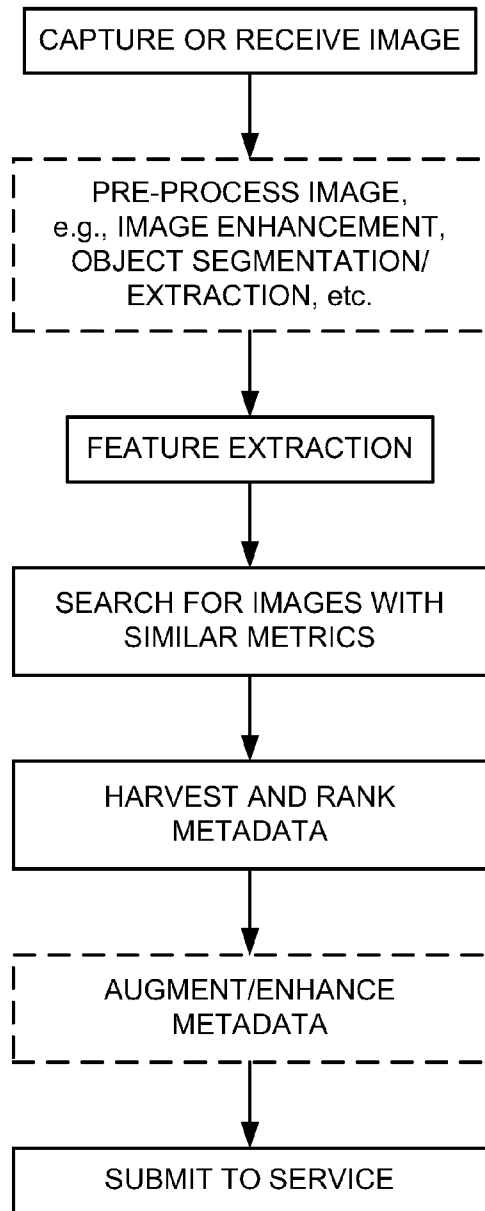 CAPTURE OR RECEIVE IMAGE
PRE-PROCESS IMAGE,
e.g., IMAGE ENHANCEMENT,
OBJECT SEGMENTATION/
EXTRACTION, etc.
FEATURE EXTRACTION
SEARCH FOR IMAGES WITH
SIMILAR METRICS
HARVEST AND RANK
METADATA
AUGMENT/ENHANCE
METADATA
SUBMIT TO SERVICE